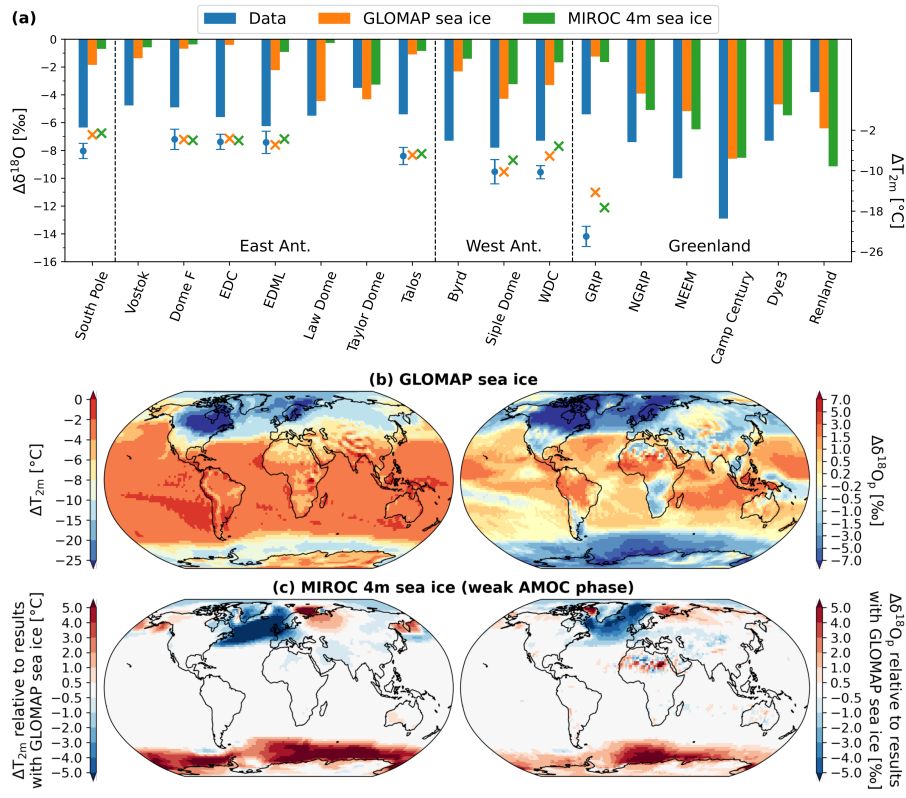 (a)
Data
GLOMAP sea ice
MIROC 4m sea ice
0
−2
−4
−6
−8
−10
−12
−14
−16
Δδ¹⁸O [‰]
−2
−10
−18
−26
ΔT₂ₘ [°C]
East Ant.
West Ant.
Greenland
South Pole
Vostok
Dome F
EDC
EDML
Law Dome
Taylor Dome
Talos
Byrd
Siple Dome
WDC
GRIP
NGRIP
NEEM
Camp Century
Dye3
Renland
(b) GLOMAP sea ice
0
−2
−4
−6
−8
−10
−15
−20
−25
ΔT₂ₘ [°C]
7.0
5.0
3.0
1.5
1.0
0.5
0.2
−0.2
−0.5
−1.0
−1.5
−3.0
−5.0
−7.0
Δδ¹⁸Oₚ [‰]
(c) MIROC 4m sea ice (weak AMOC phase)
5.0
4.0
3.0
2.0
1.0
0.5
−0.5
−1.0
−2.0
−3.0
−4.0
−5.0
ΔT₂ₘ relative to results
with GLOMAP sea ice [°C]
5.0
4.0
3.0
2.0
1.0
0.5
−0.5
−1.0
−2.0
−3.0
−4.0
−5.0
Δδ¹⁸Oₚ relative to results
with GLOMAP sea ice [‰]